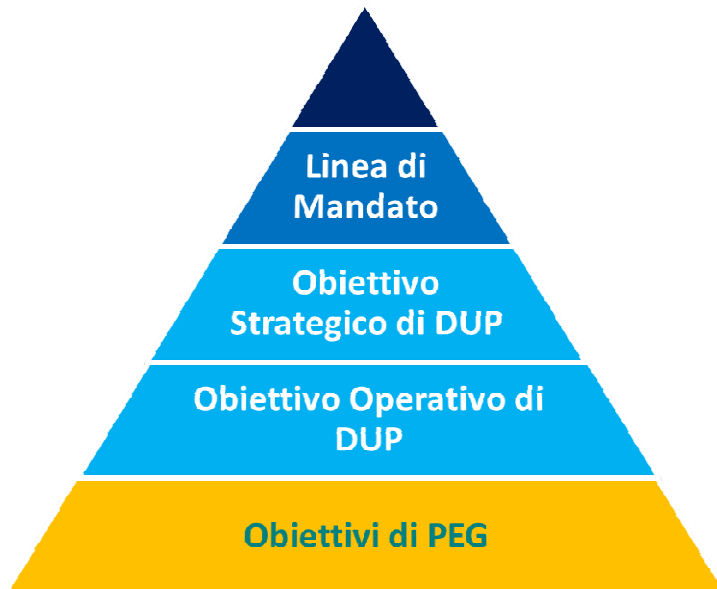 Linea di
Mandato
Obiettivo
Strategico di DUP
Obiettivo Operativo di
DUP
Obiettivi di PEG